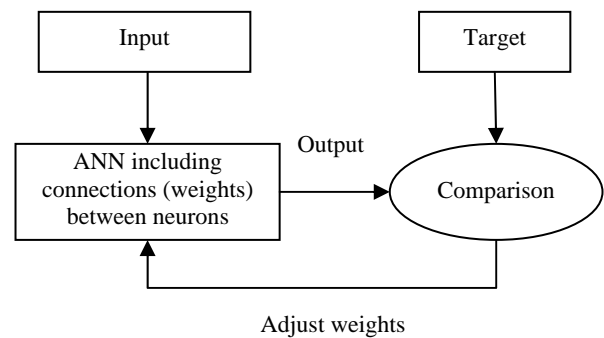 Input
Target
Output
ANN including
connections (weights)
between neurons
Comparison
Adjust weights